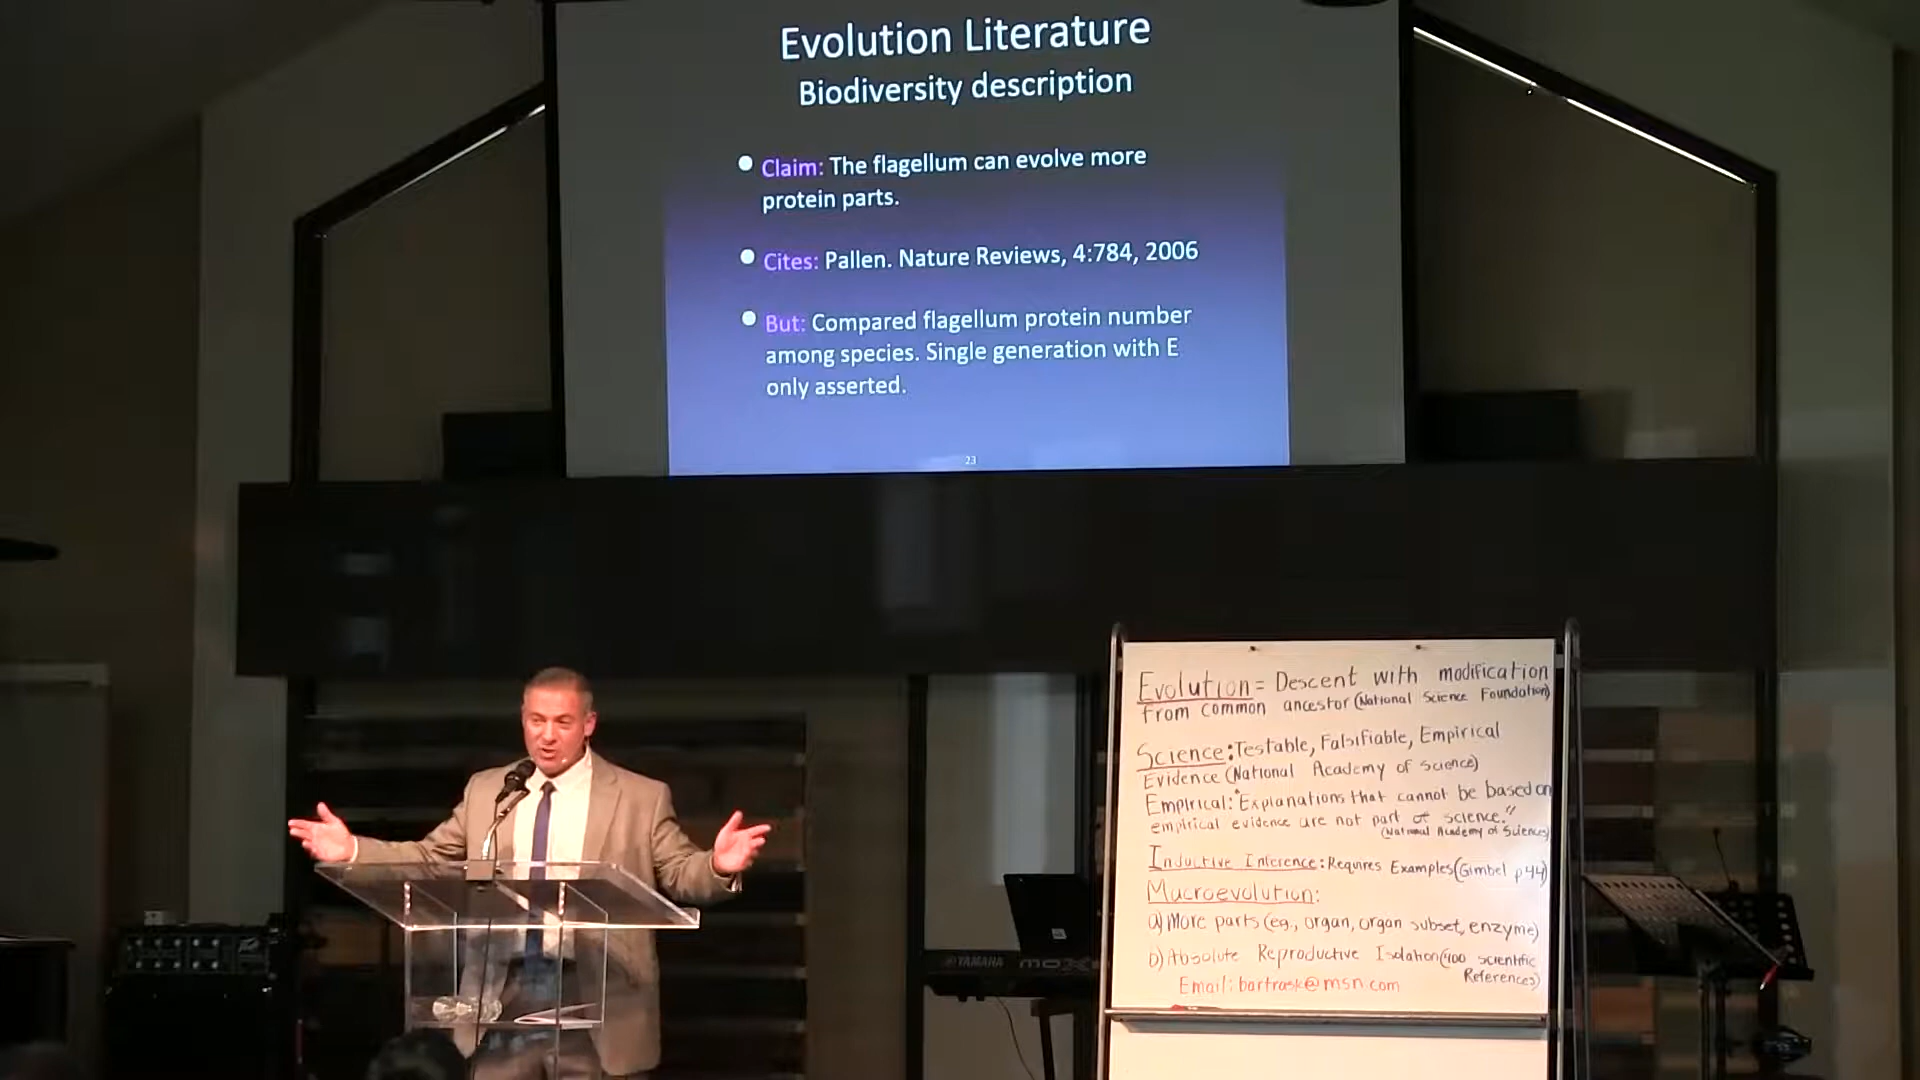 Evolution Literature
Biodiversity description
Claim: The flagellum can evolve more
protein parts.
Cites: Pallen. Nature Reviews, 4:784, 2006
But: Compared flagellum protein number
among species. Single generation with E
only asserted.
23
Evolution = Descent with modification
from common ancestor (National Science Foundation)
Science: Testable, Falsifiable, Empirical
Evidence (National Academy of Science)
Empirical: "Explanations that cannot be based on
empirical evidence are not part of science."
(National Academy of Sciences)
Inductive Inference: Requires Examples (Gimbel p44)
Macroevolution:
a) More parts (eg., organ, organ subset, enzyme)
b) Absolute Reproductive Isolation (400 scientific
References)
Email: bartrask@msn.com
YAMAHA MOX